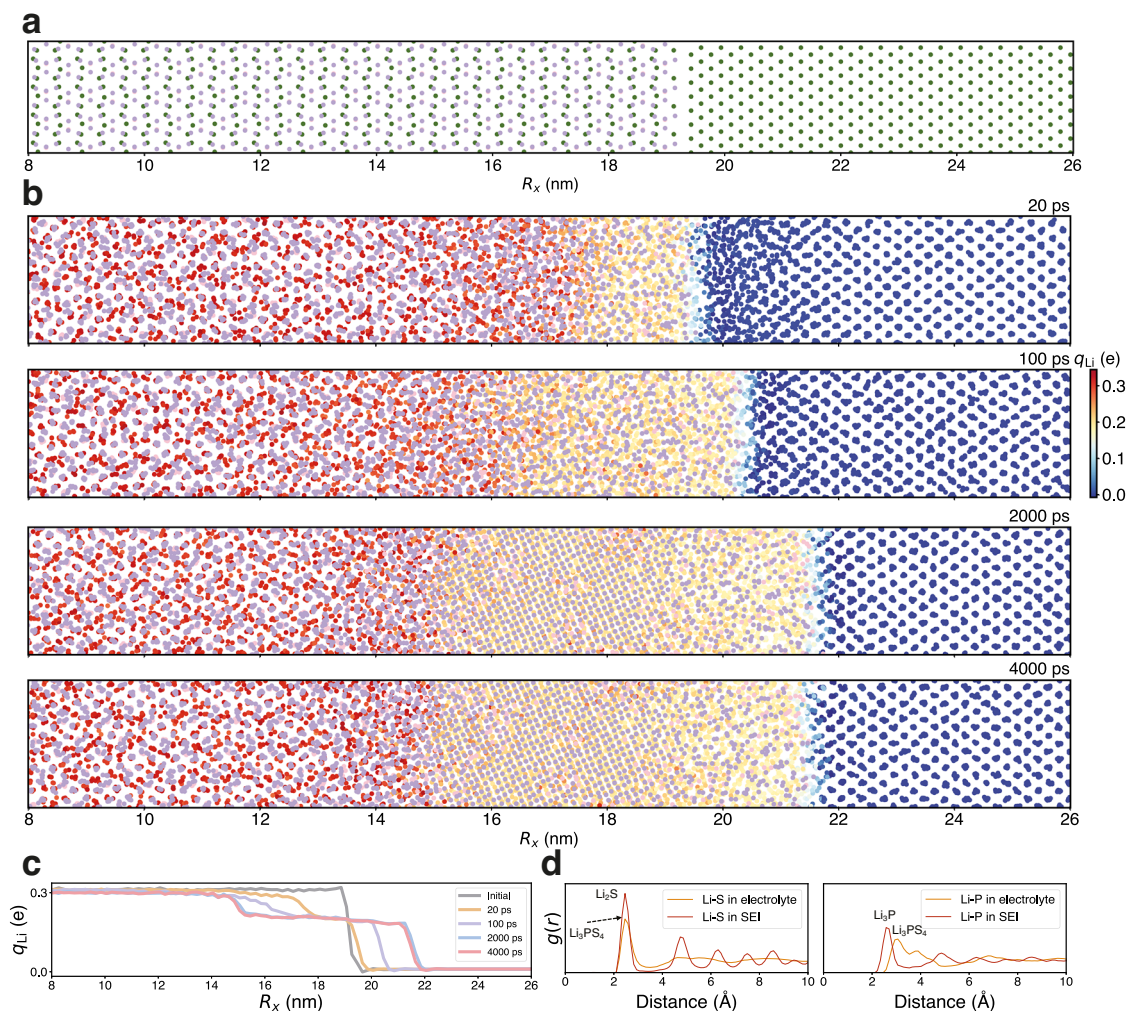 a
8 10 12 14 16 18 20 22 24 26
Rₓ (nm)
b
20 ps
100 ps
q_Li (e)
0.3
0.2
0.1
0.0
2000 ps
4000 ps
8 10 12 14 16 18 20 22 24 26
Rₓ (nm)
c
q_Li (e)
0.3
0.0
Initial
20 ps
100 ps
2000 ps
4000 ps
8 10 12 14 16 18 20 22 24 26
Rₓ (nm)
d
g(r)
Li₂S
Li₃PS₄
Li-S in electrolyte
Li-S in SEI
0 2 4 6 8 10
Distance (Å)
Li₃P
Li₃PS₄
Li-P in electrolyte
Li-P in SEI
0 2 4 6 8 10
Distance (Å)